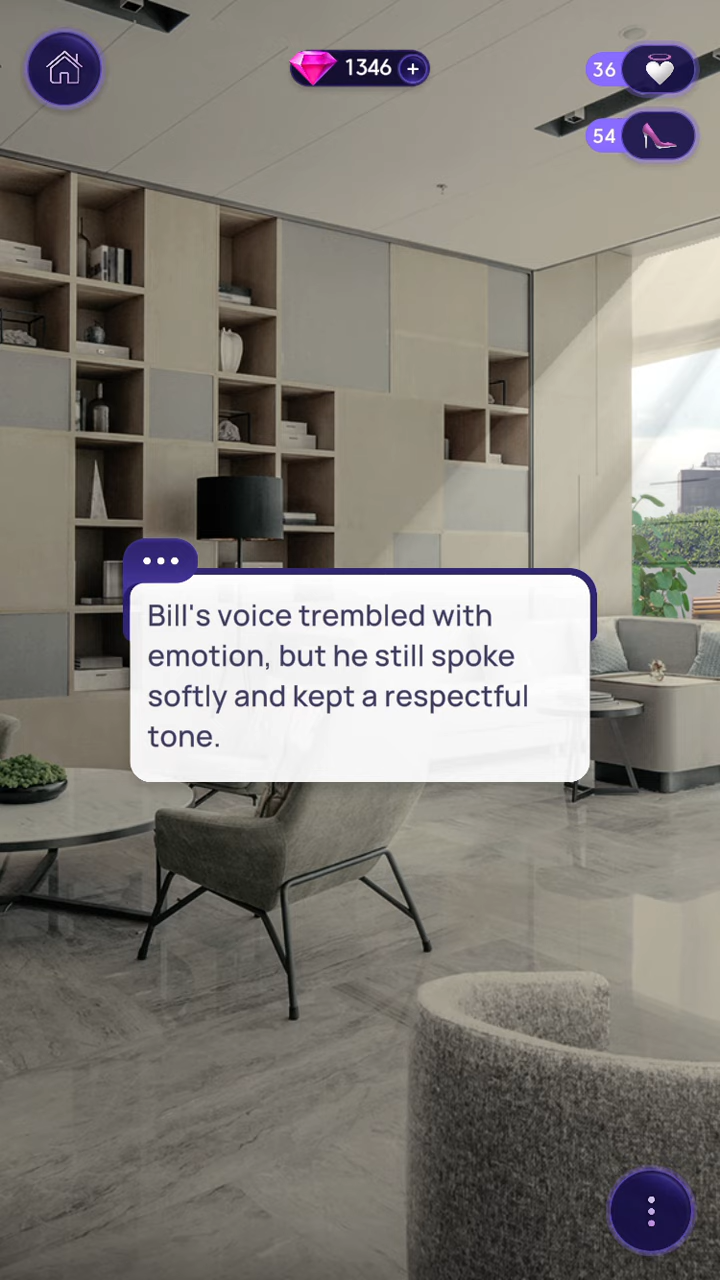 1346 +
36
54
Bill's voice trembled with
emotion, but he still spoke
softly and kept a respectful
tone.